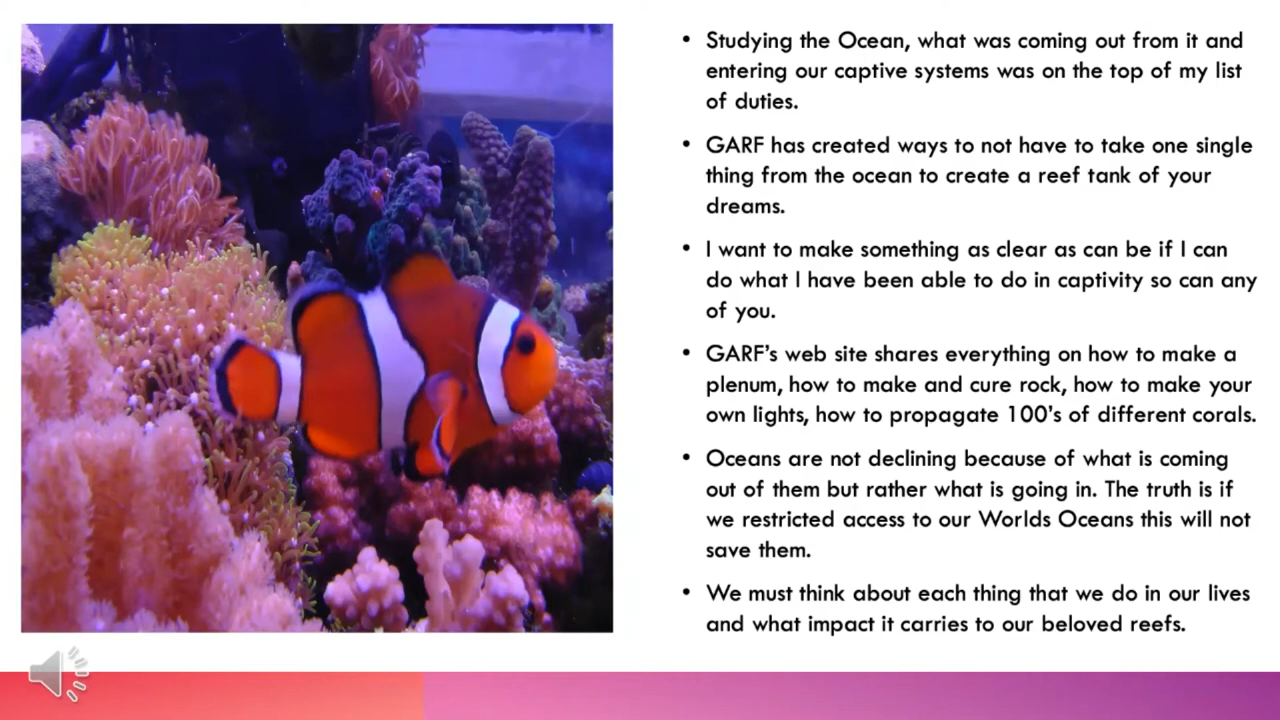 • Studying the Ocean, what was coming out from it and
entering our captive systems was on the top of my list
of duties.
• GARF has created ways to not have to take one single
thing from the ocean to create a reef tank of your
dreams.
• I want to make something as clear as can be if I can
do what I have been able to do in captivity so can any
of you.
• GARF’s web site shares everything on how to make a
plenum, how to make and cure rock, how to make your
own lights, how to propagate 100’s of different corals.
• Oceans are not declining because of what is coming
out of them but rather what is going in. The truth is if
we restricted access to our Worlds Oceans this will not
save them.
• We must think about each thing that we do in our lives
and what impact it carries to our beloved reefs.